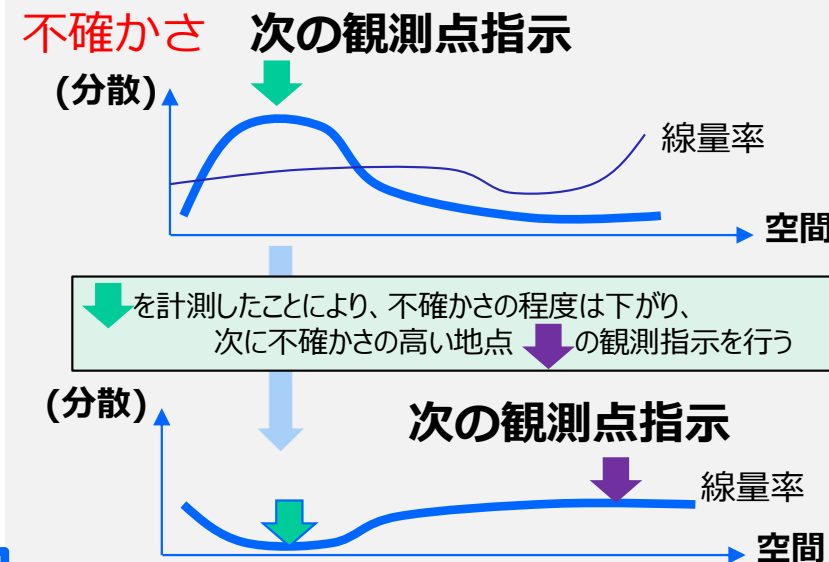 不確かさ 次の観測点指示
(分散)
線量率
空間
を計測したことにより、不確かさの程度は下がり、
次に不確かさの高い地点 の観測指示を行う
(分散)
次の観測点指示
線量率
空間